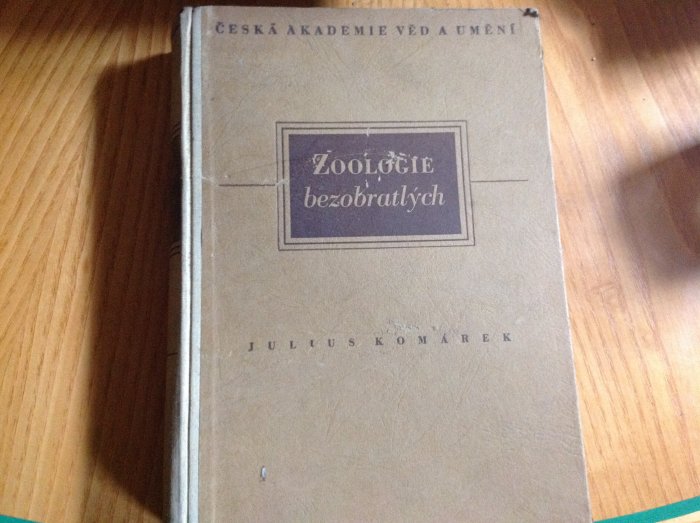 ČESKÁ AKADEMIE VĚD A UMĚNÍ
ZOOLOGIE
bezobratlých
JULIUS KOMÁREK